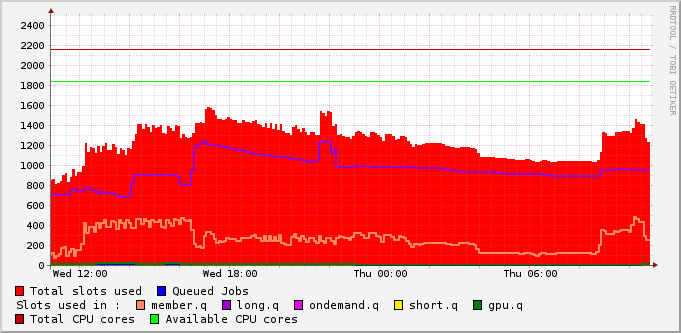 2400
2200
2000
1800
1600
1400
1200
1000
800
600
400
200
0
Wed 12:00 Wed 18:00 Thu 00:00 Thu 06:00
Total slots used Queued Jobs
Slots used in : member.q long.q ondemand.q short.q gpu.q
Total CPU cores Available CPU cores
RRDTOOL / TOBI OETIKER